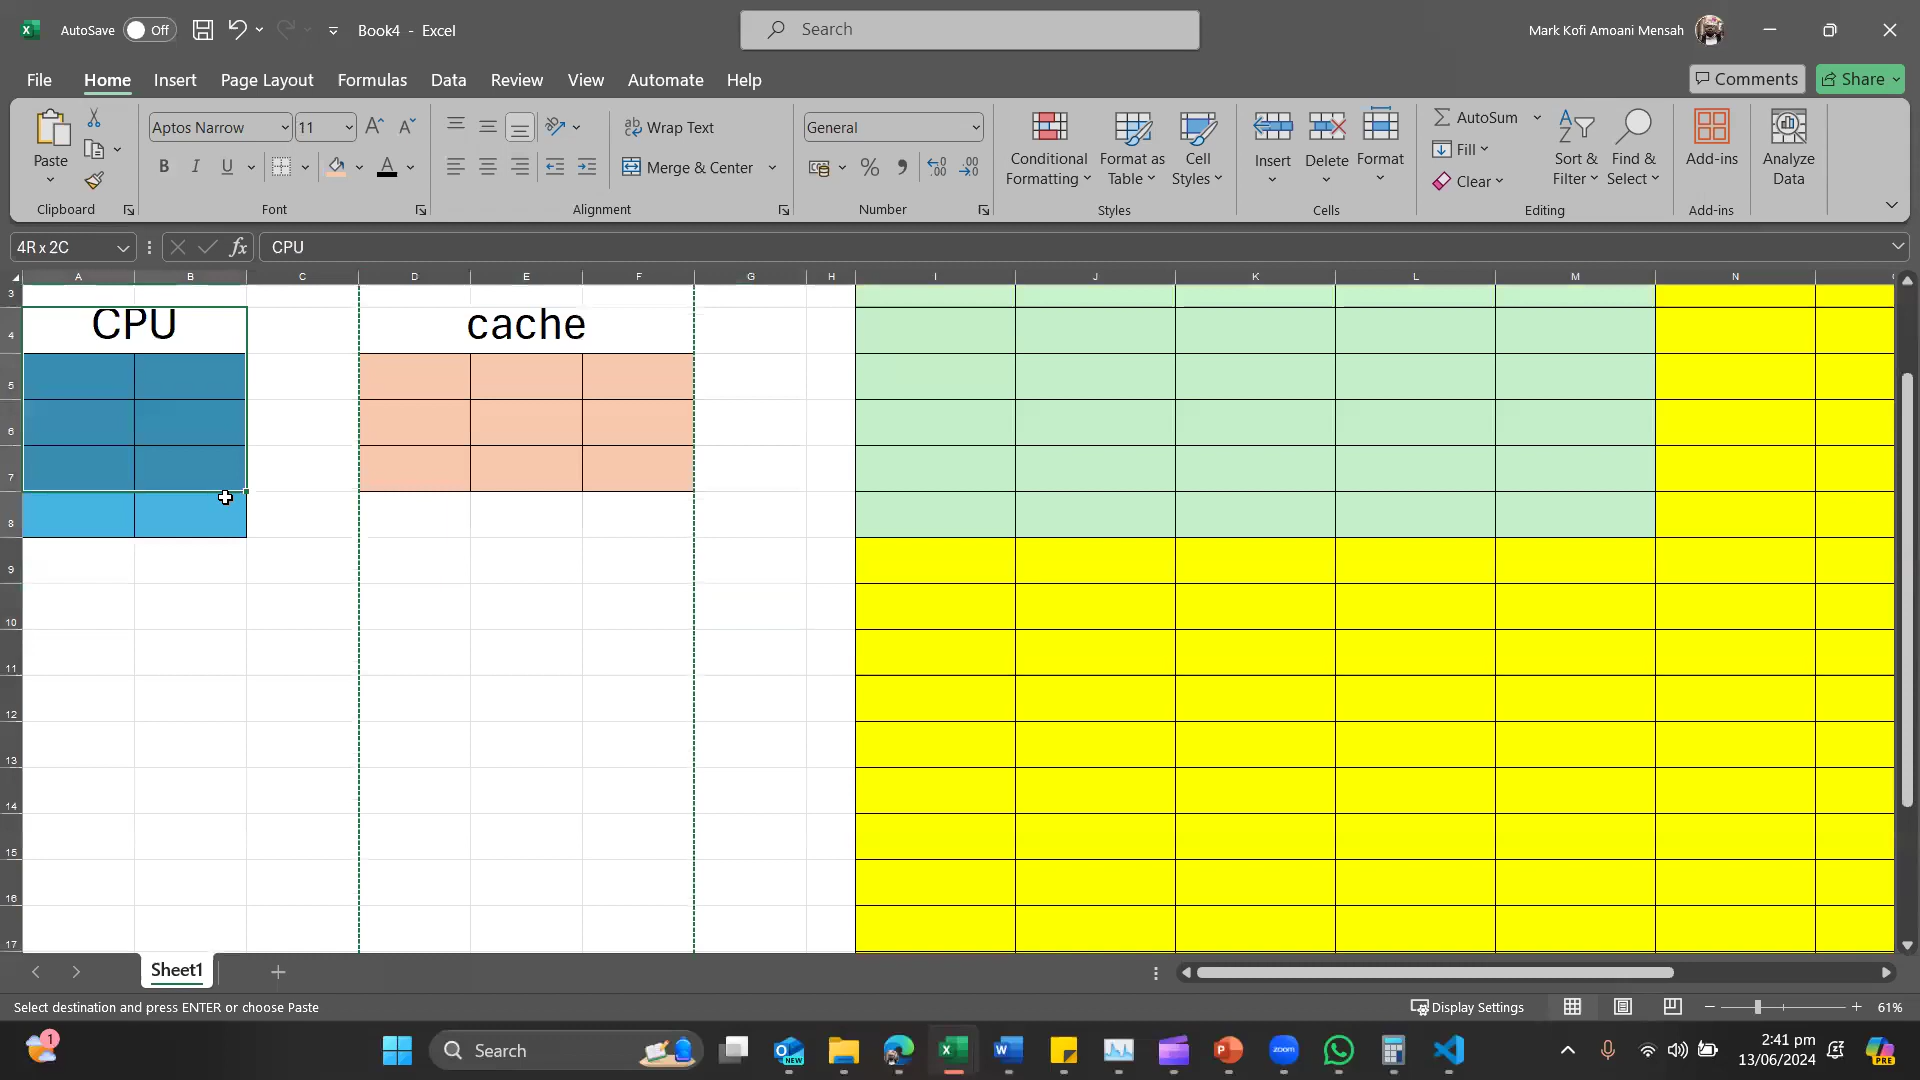 AutoSave Off Book4 - Excel Search Mark Kofi Amoani Mensah
File Home Insert Page Layout Formulas Data Review View Automate Help Comments Share
Paste
Clipboard
Aptos Narrow 11
B I U A
Font
Wrap Text
Merge & Center
Alignment
General
%
Number
Conditional Formatting
Format as Table
Cell Styles
Styles
Insert
Delete
Format
Cells
AutoSum
Fill
Clear
Sort & Filter
Find & Select
Editing
Add-ins
Add-ins
Analyze Data
4R x 2C fx CPU
A B C D E F G H I J K L M N
3
4 CPU cache
5
6
7
8
9
10
11
12
13
14
15
16
17
Sheet1
Select destination and press ENTER or choose Paste Display Settings 61%
1 Search 2:41 pm
13/06/2024